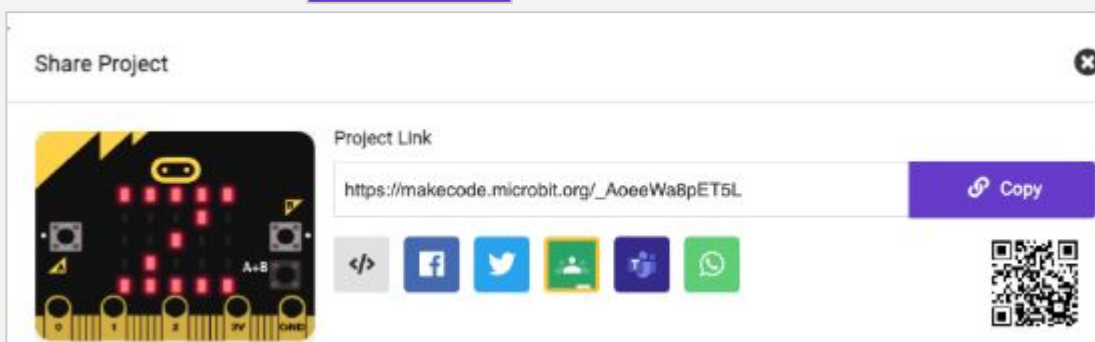 Share Project
Project Link
https://makecode.microbit.org/_AoeeWa8pET5L
Copy
B
A
A+B
</>
f
T
0 1 2 3V GND